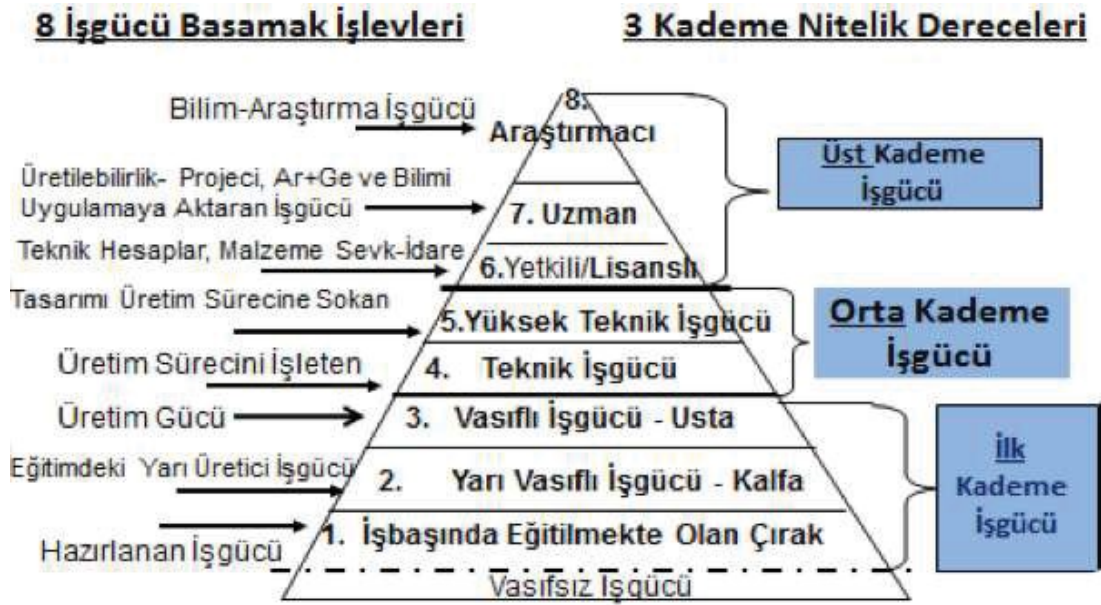 8 İşgücü Basamak İşlevleri
3 Kademe Nitelik Dereceleri
Bilim-Araştırma İşgücü
8.
Araştırmacı
Üst Kademe
İşgücü
Üretilebilirlik- Projeci, Ar+Ge ve Bilimi
Uygulamaya Aktaran İşgücü
7. Uzman
Teknik Hesaplar, Malzeme Sevk-İdare
6.Yetkili/Lisanslı
Tasarımı Üretim Sürecine Sokan
5.Yüksek Teknik İşgücü
Orta Kademe
İşgücü
Üretim Sürecini İşleten
4. Teknik İşgücü
Üretim Gücü
3. Vasıflı İşgücü - Usta
Eğitimdeki Yarı Üretici İşgücü
2. Yarı Vasıflı İşgücü - Kalfa
İlk
Kademe
İşgücü
1. İşbaşında Eğitilmekte Olan Çırak
Hazırlanan İşgücü
Vasıfsız İşgücü